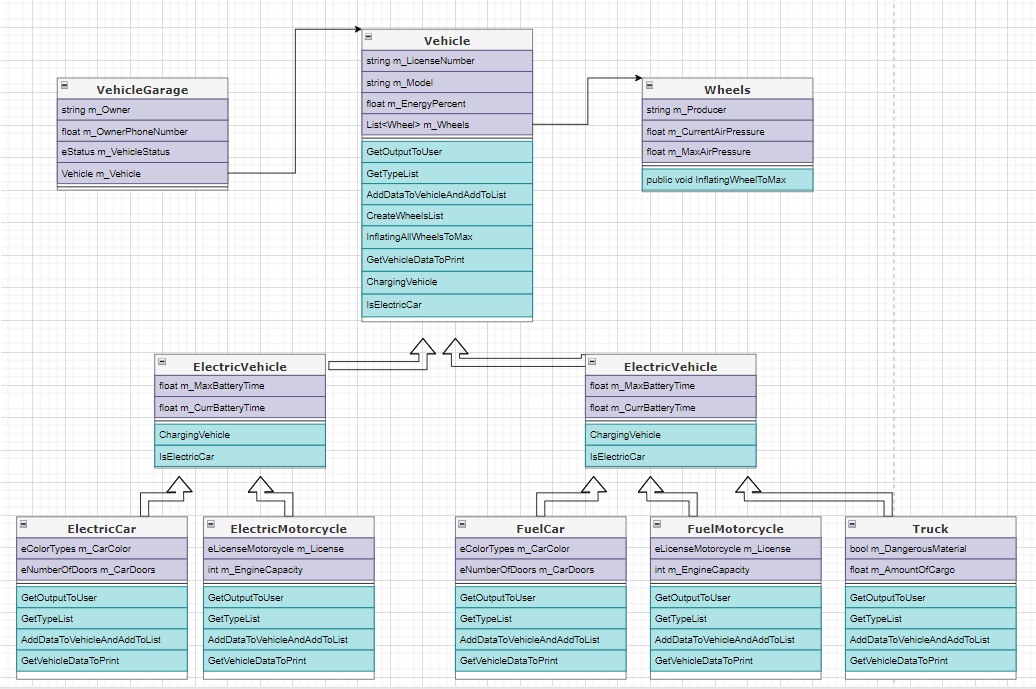 Vehicle
string m_LicenseNumber
string m_Model
float m_EnergyPercent
List<Wheel> m_Wheels
GetOutputToUser
GetTypeList
AddDataToVehicleAndAddToList
CreateWheelsList
InflatingAllWheelsToMax
GetVehicleDataToPrint
ChargingVehicle
IsElectricCar
VehicleGarage
string m_Owner
float m_OwnerPhoneNumber
eStatus m_VehicleStatus
Vehicle m_Vehicle
Wheels
string m_Producer
float m_CurrentAirPressure
float m_MaxAirPressure
public void InflatingWheelToMax
ElectricVehicle
float m_MaxBatteryTime
float m_CurrBatteryTime
ChargingVehicle
IsElectricCar
ElectricVehicle
float m_MaxBatteryTime
float m_CurrBatteryTime
ChargingVehicle
IsElectricCar
ElectricCar
eColorTypes m_CarColor
eNumberOfDoors m_CarDoors
GetOutputToUser
GetTypeList
AddDataToVehicleAndAddToList
GetVehicleDataToPrint
ElectricMotorcycle
eLicenseMotorcycle m_License
int m_EngineCapacity
GetOutputToUser
GetTypeList
AddDataToVehicleAndAddToList
GetVehicleDataToPrint
FuelCar
eColorTypes m_CarColor
eNumberOfDoors m_CarDoors
GetOutputToUser
GetTypeList
AddDataToVehicleAndAddToList
GetVehicleDataToPrint
FuelMotorcycle
eLicenseMotorcycle m_License
int m_EngineCapacity
GetOutputToUser
GetTypeList
AddDataToVehicleAndAddToList
GetVehicleDataToPrint
Truck
bool m_DangerousMaterial
float m_AmountOfCargo
GetOutputToUser
GetTypeList
AddDataToVehicleAndAddToList
GetVehicleDataToPrint